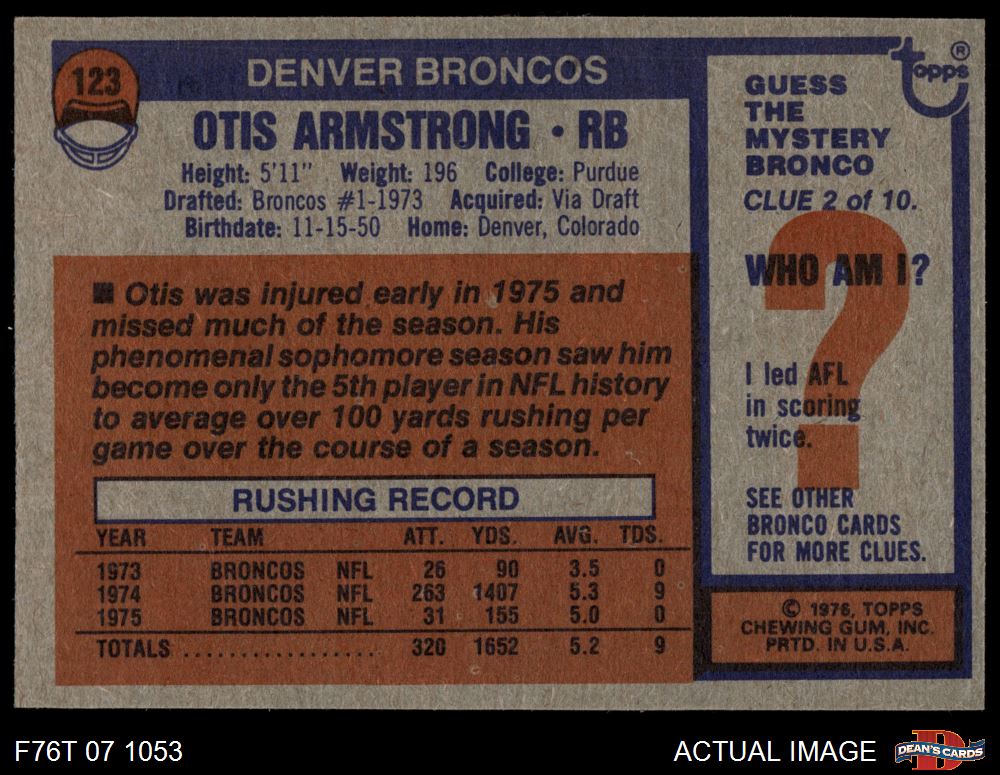 123
DENVER BRONCOS
OTIS ARMSTRONG • RB
Height: 5'11" Weight: 196 College: Purdue
Drafted: Broncos #1-1973 Acquired: Via Draft
Birthdate: 11-15-50 Home: Denver, Colorado
■ Otis was injured early in 1975 and
missed much of the season. His
phenomenal sophomore season saw him
become only the 5th player in NFL history
to average over 100 yards rushing per
game over the course of a season.
RUSHING RECORD
YEAR TEAM ATT. YDS. AVG. TDS.
1973 BRONCOS NFL 26 90 3.5 0
1974 BRONCOS NFL 263 1407 5.3 9
1975 BRONCOS NFL 31 155 5.0 0
TOTALS .................. 320 1652 5.2 9
topps ®
GUESS
THE
MYSTERY
BRONCO
CLUE 2 of 10.
?
WHO AM I?
I led AFL
in scoring
twice.
SEE OTHER
BRONCO CARDS
FOR MORE CLUES.
© 1976, TOPPS
CHEWING GUM, INC.
PRTD. IN U.S.A.
F76T 07 1053
ACTUAL IMAGE
D
DEAN'S CARDS